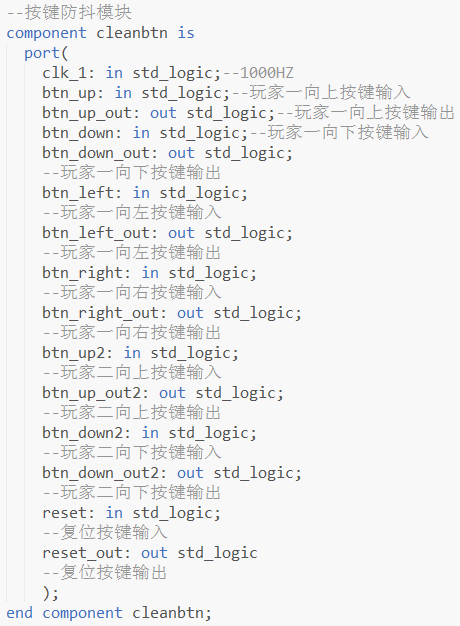 --按键防抖模块
component cleanbtn is
port(
clk_1: in std_logic;--1000HZ
btn_up: in std_logic;--玩家一向上按键输入
btn_up_out: out std_logic;--玩家一向上按键输出
btn_down: in std_logic;--玩家一向下按键输入
btn_down_out: out std_logic;
--玩家一向下按键输出
btn_left: in std_logic;
--玩家一向左按键输入
btn_left_out: out std_logic;
--玩家一向左按键输出
btn_right: in std_logic;
--玩家一向右按键输入
btn_right_out: out std_logic;
--玩家一向右按键输出
btn_up2: in std_logic;
--玩家二向上按键输入
btn_up_out2: out std_logic;
--玩家二向上按键输出
btn_down2: in std_logic;
--玩家二向下按键输入
btn_down_out2: out std_logic;
--玩家二向下按键输出
reset: in std_logic;
--复位按键输入
reset_out: out std_logic
--复位按键输出
);
end component cleanbtn;